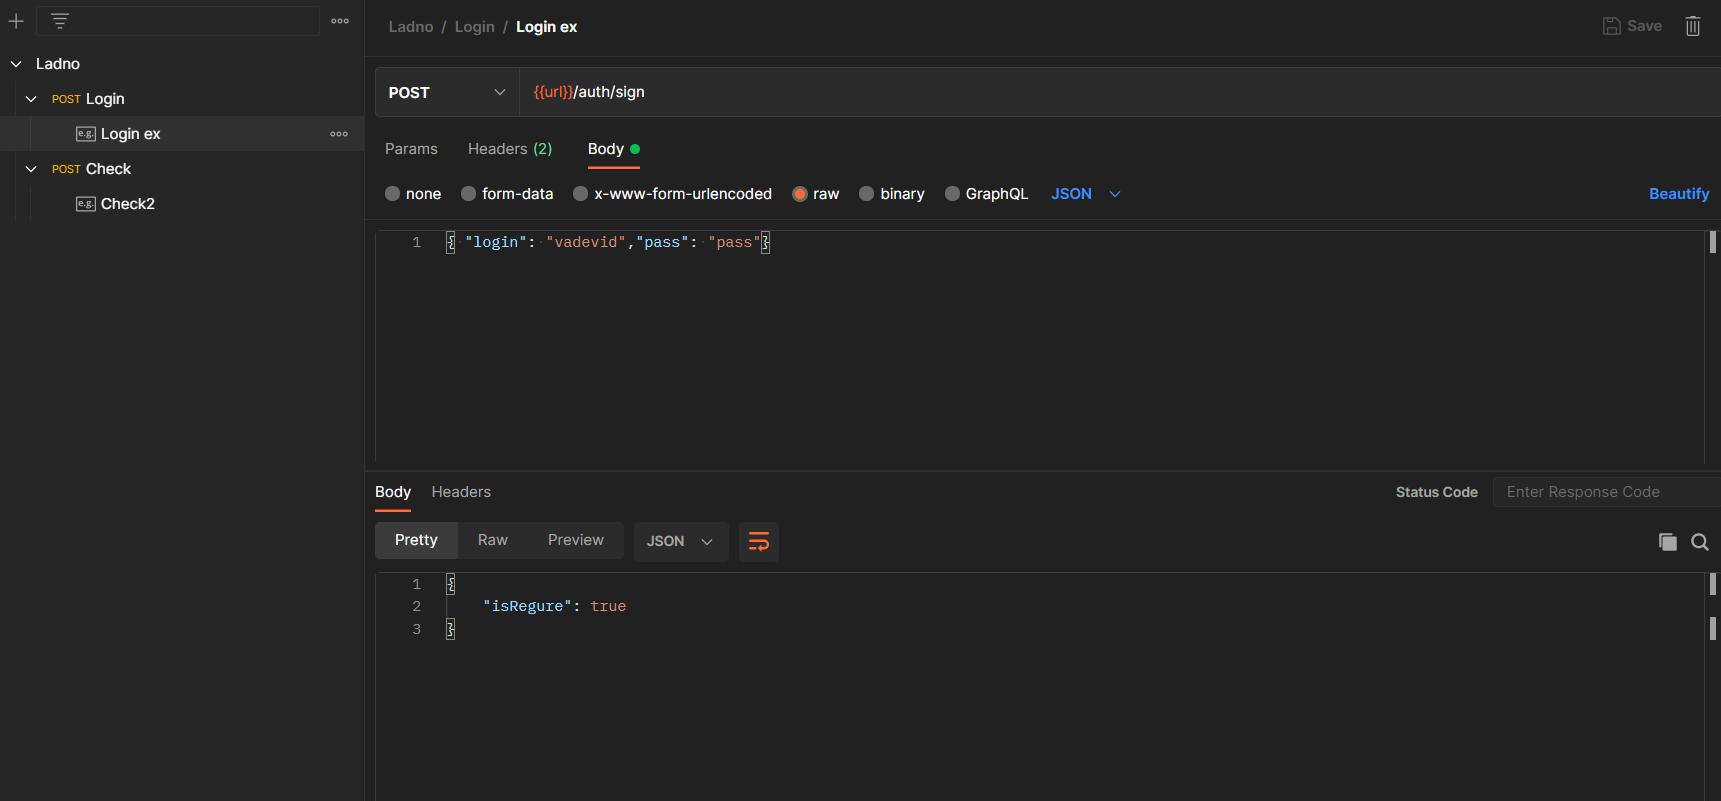 Ladno
POST Login
e.g. Login ex
POST Check
e.g. Check2
Ladno / Login / Login ex
Save
POST
{{url}}/auth/sign
Params Headers (2) Body
none form-data x-www-form-urlencoded raw binary GraphQL JSON Beautify
1 { "login": "vadevid","pass": "pass"}
Body Headers Status Code Enter Response Code
Pretty Raw Preview JSON
1 {
2 "isRegure": true
3 }